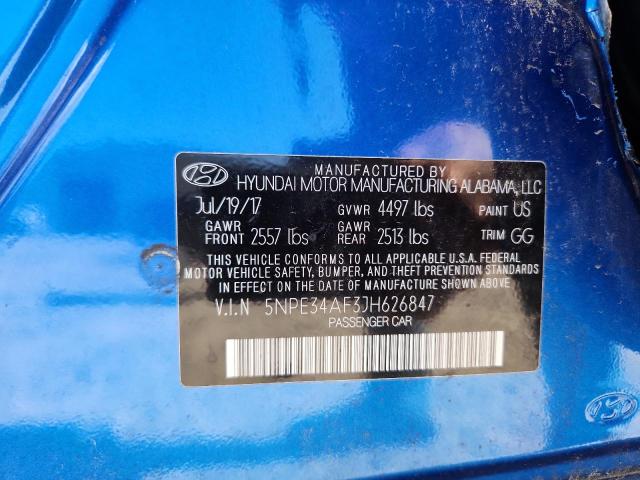 MANUFACTURED BY
HYUNDAI MOTOR MANUFACTURING ALABAMA, LLC
Jul/19/17 GVWR 4497 lbs PAINT US
GAWR FRONT 2557 lbs GAWR REAR 2513 lbs TRIM GG
THIS VEHICLE CONFORMS TO ALL APPLICABLE U.S.A. FEDERAL
MOTOR VEHICLE SAFETY, BUMPER, AND THEFT PREVENTION STANDARDS
IN EFFECT ON THE DATE OF MANUFACTURE SHOWN ABOVE.
V.I.N 5NPE34AF3JH626847
PASSENGER CAR